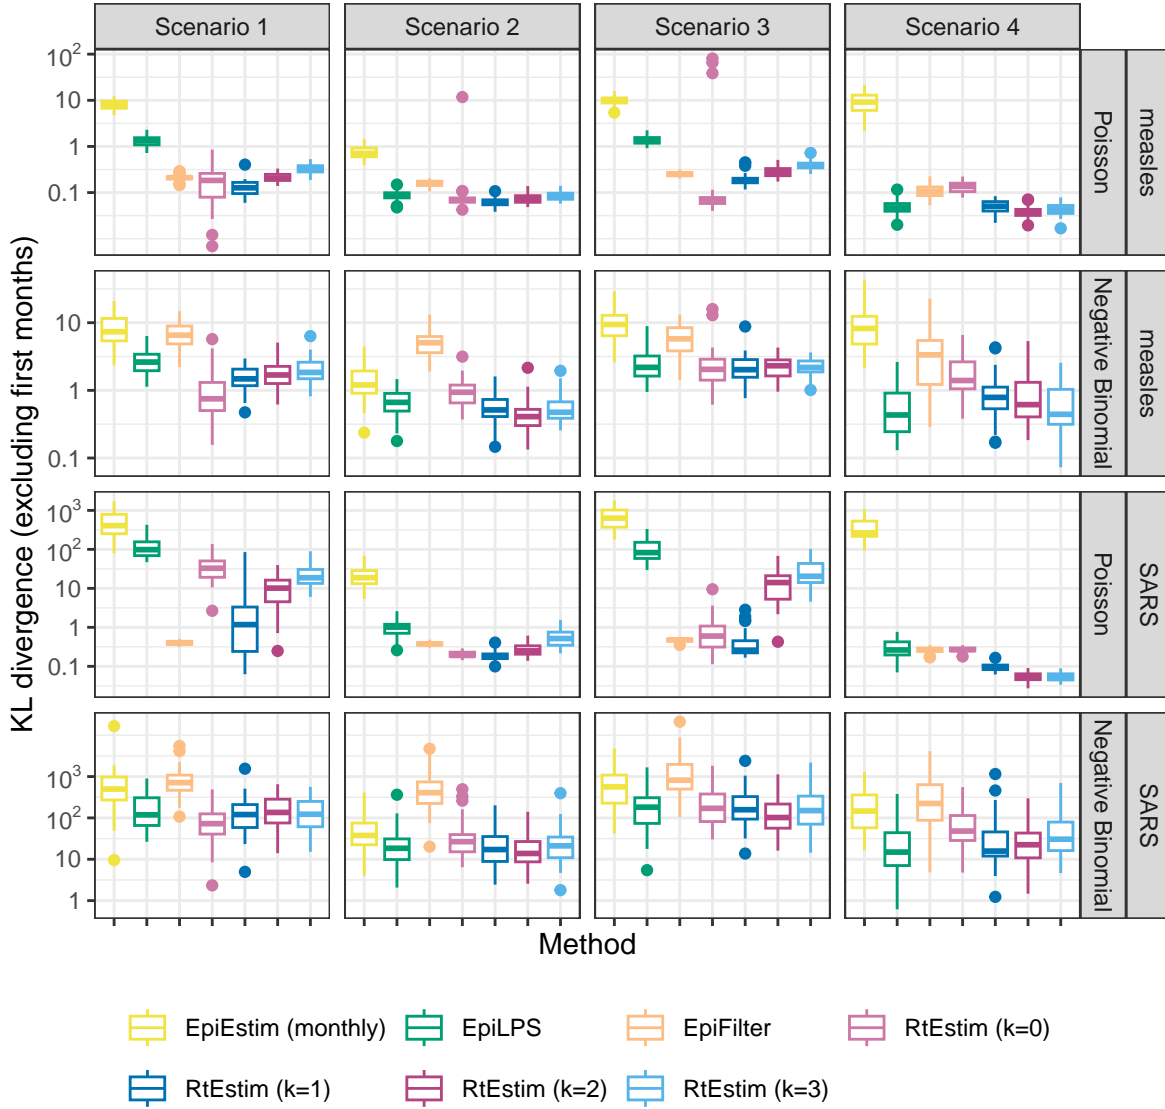 Scenario 1 Scenario 2 Scenario 3 Scenario 4
KL divergence (excluding first months)
10²
10
1
0.1
Poisson
measles
10
1
0.1
Negative Binomial
measles
10³
10²
10
1
0.1
Poisson
SARS
10³
10²
10
1
Negative Binomial
SARS
Method
EpiEstim (monthly) EpiLPS EpiFilter RtEstim (k=0)
RtEstim (k=1) RtEstim (k=2) RtEstim (k=3)